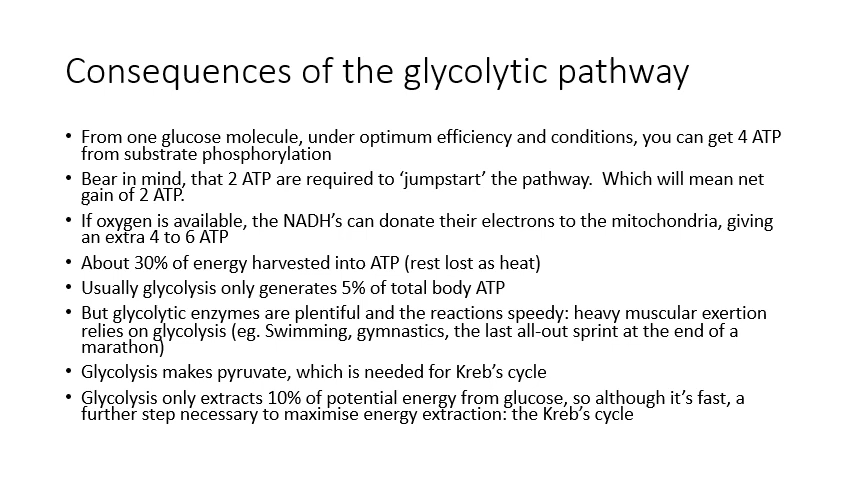 Consequences of the glycolytic pathway
• From one glucose molecule, under optimum efficiency and conditions, you can get 4 ATP
from substrate phosphorylation
• Bear in mind, that 2 ATP are required to ‘jumpstart’ the pathway.  Which will mean net
gain of 2 ATP.
• If oxygen is available, the NADH’s can donate their electrons to the mitochondria, giving
an extra 4 to 6 ATP
• About 30% of energy harvested into ATP (rest lost as heat)
• Usually glycolysis only generates 5% of total body ATP
• But glycolytic enzymes are plentiful and the reactions speedy: heavy muscular exertion
relies on glycolysis (eg. Swimming, gymnastics, the last all-out sprint at the end of a
marathon)
• Glycolysis makes pyruvate, which is needed for Kreb’s cycle
• Glycolysis only extracts 10% of potential energy from glucose, so although it’s fast, a
further step necessary to maximise energy extraction: the Kreb’s cycle